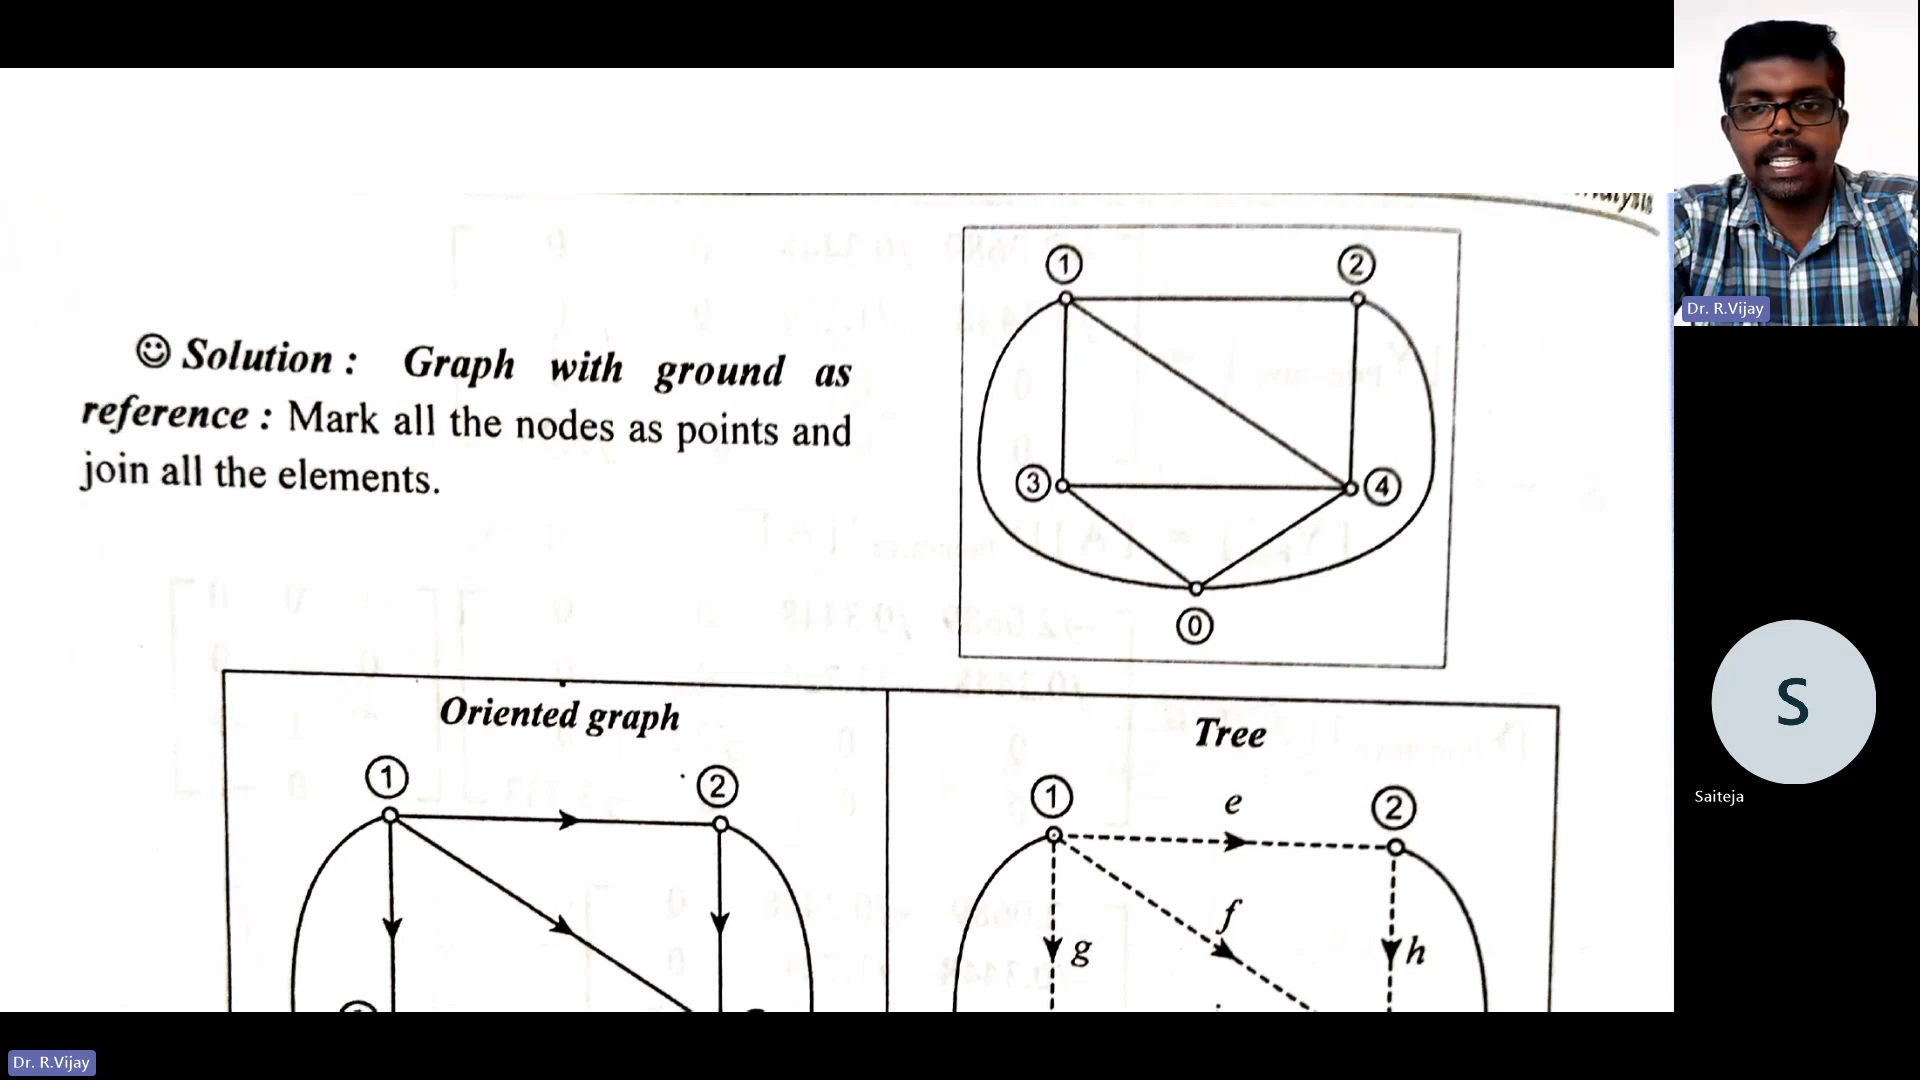 ① ②
☺ Solution : Graph with ground as
reference : Mark all the nodes as points and
join all the elements.
③ ④
⓪
Oriented graph
① ②
Tree
① e ②
f
g h
Dr. R.Vijay
S
Saiteja
Dr. R.Vijay